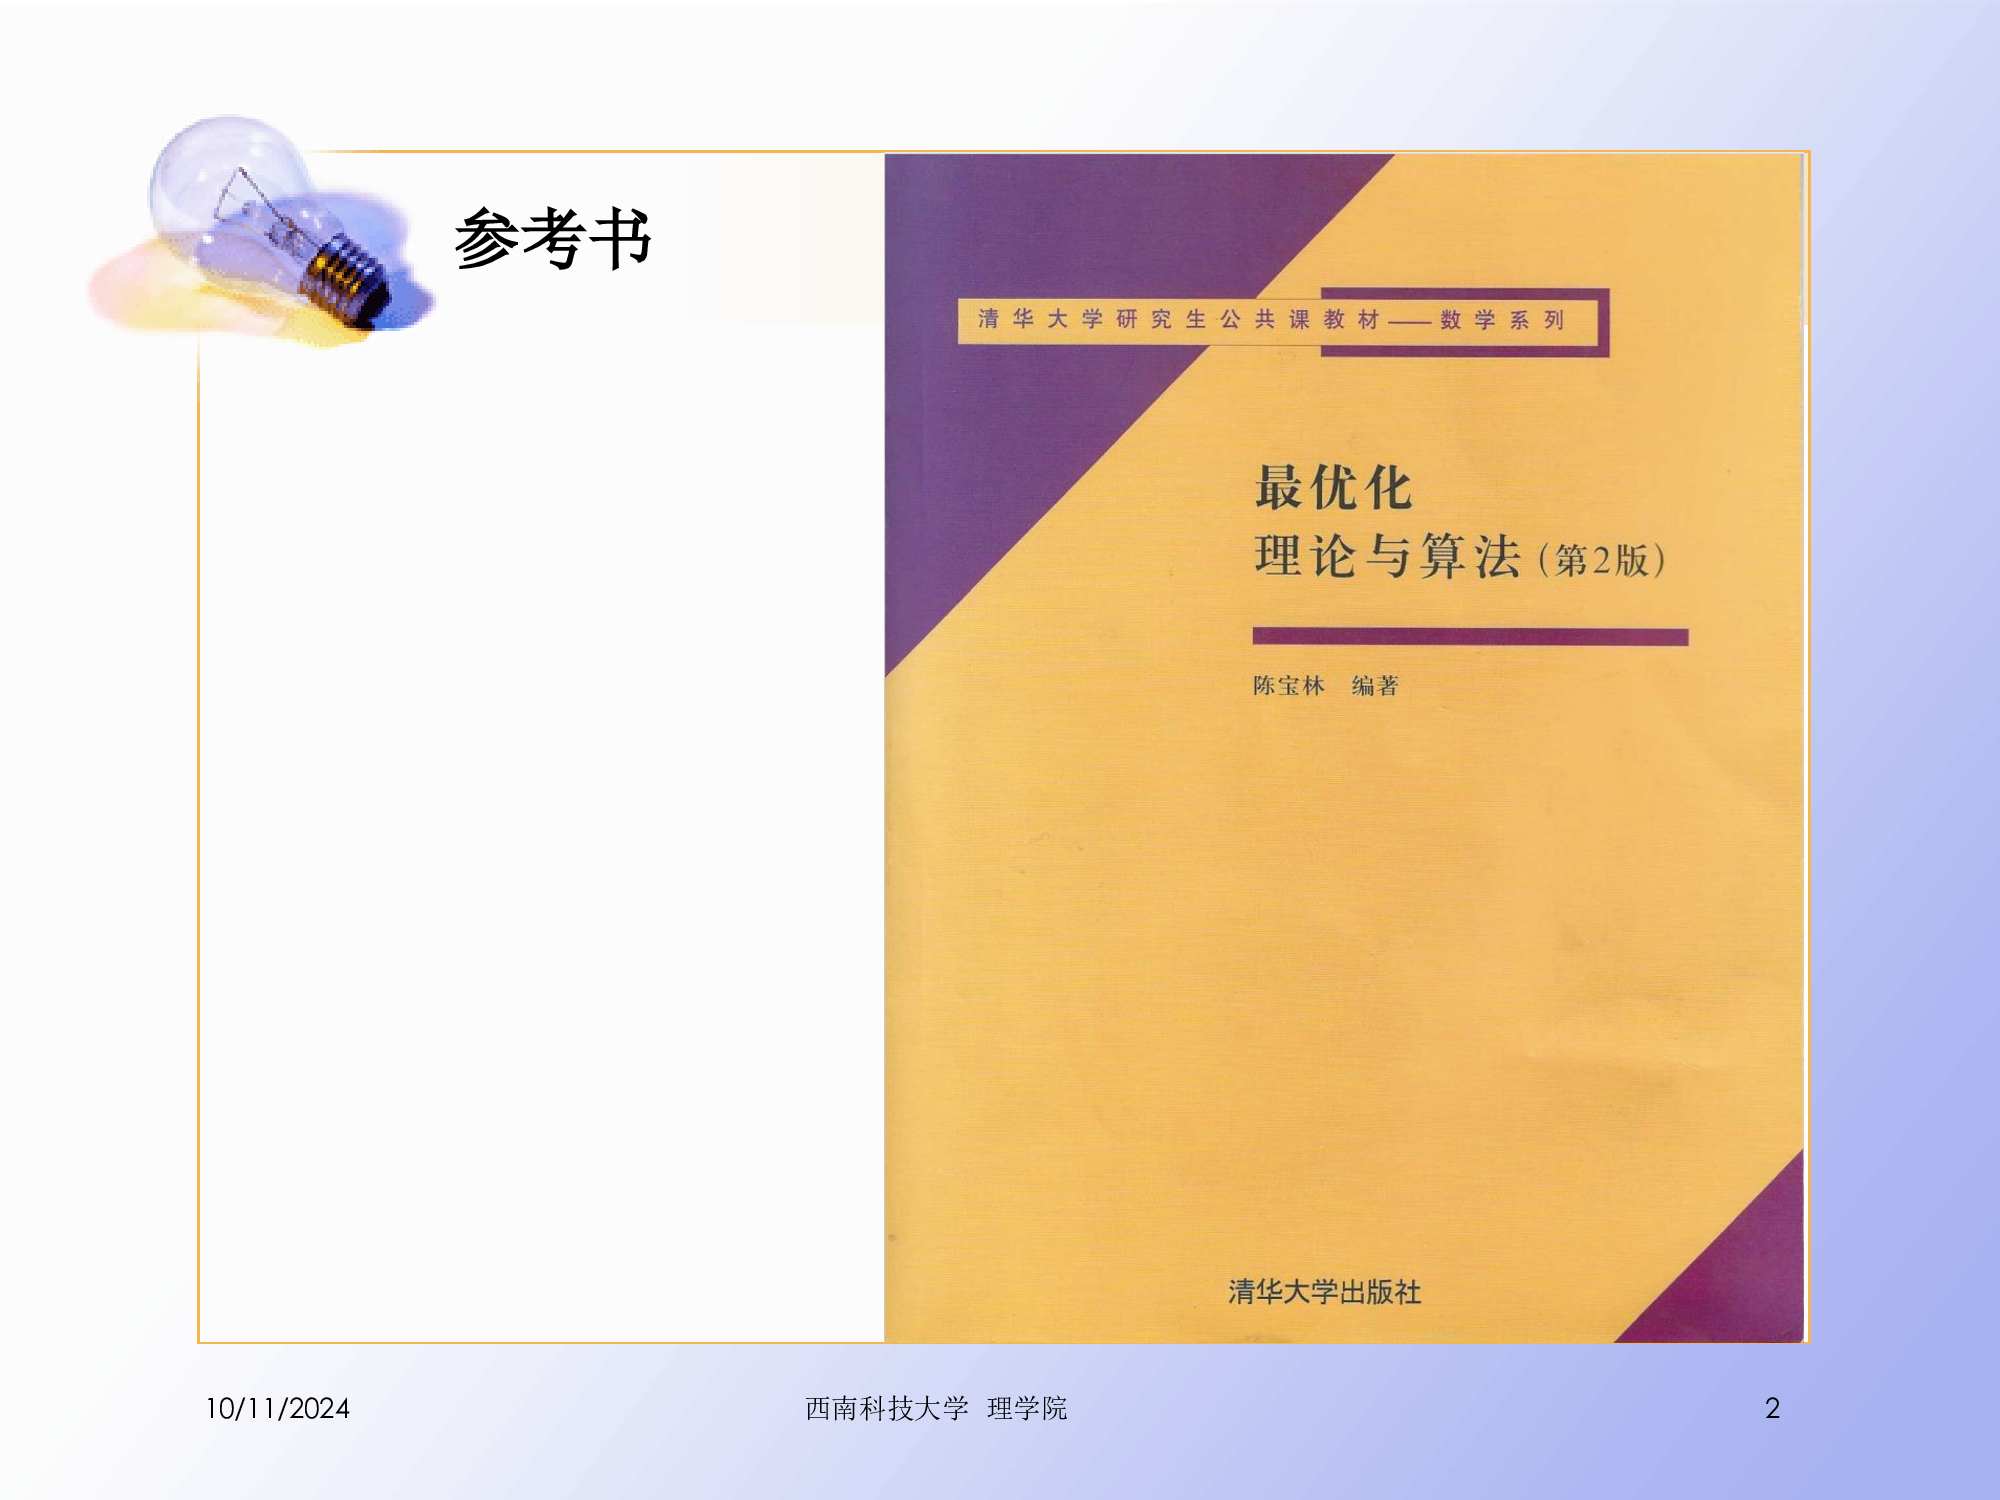 参考书
清华大学研究生公共课教材——数学系列
最优化
理论与算法(第2版)
陈宝林 编著
清华大学出版社
10/11/2024
西南科技大学 理学院
2